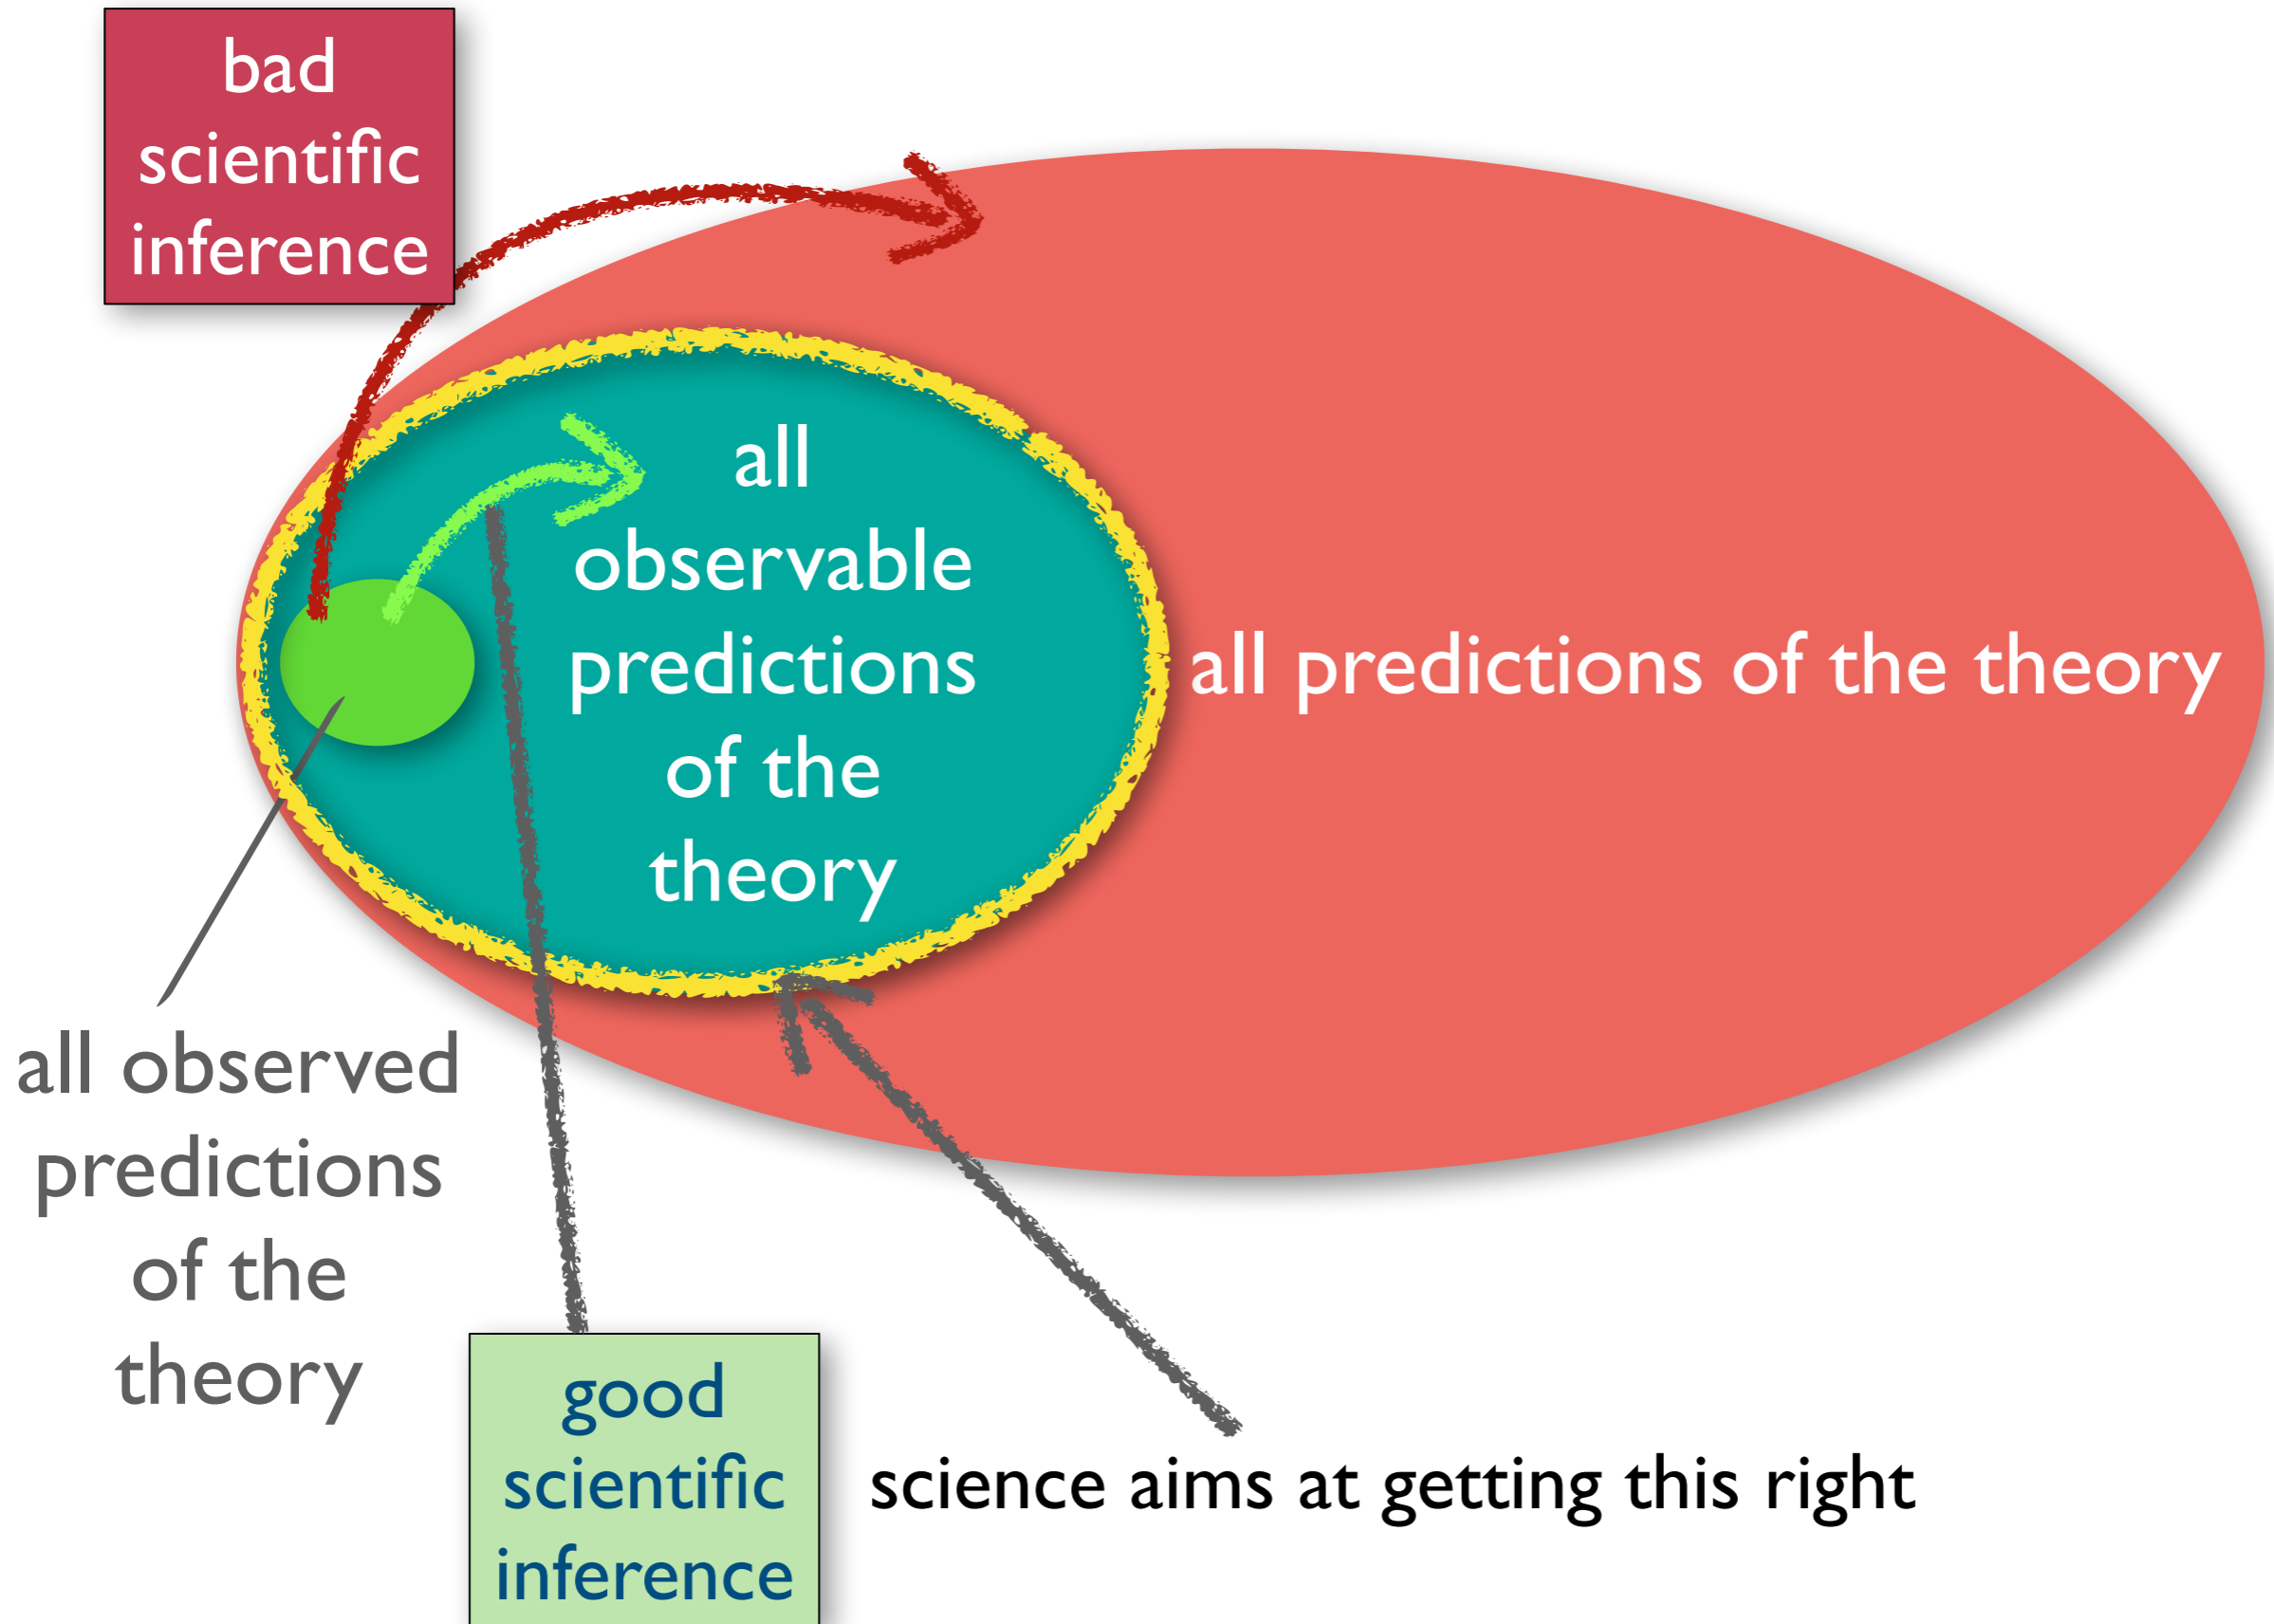 bad
scientific
inference
all
observable
predictions
of the
theory
all predictions of the theory
all observed
predictions
of the
theory
good
scientific
inference
science aims at getting this right